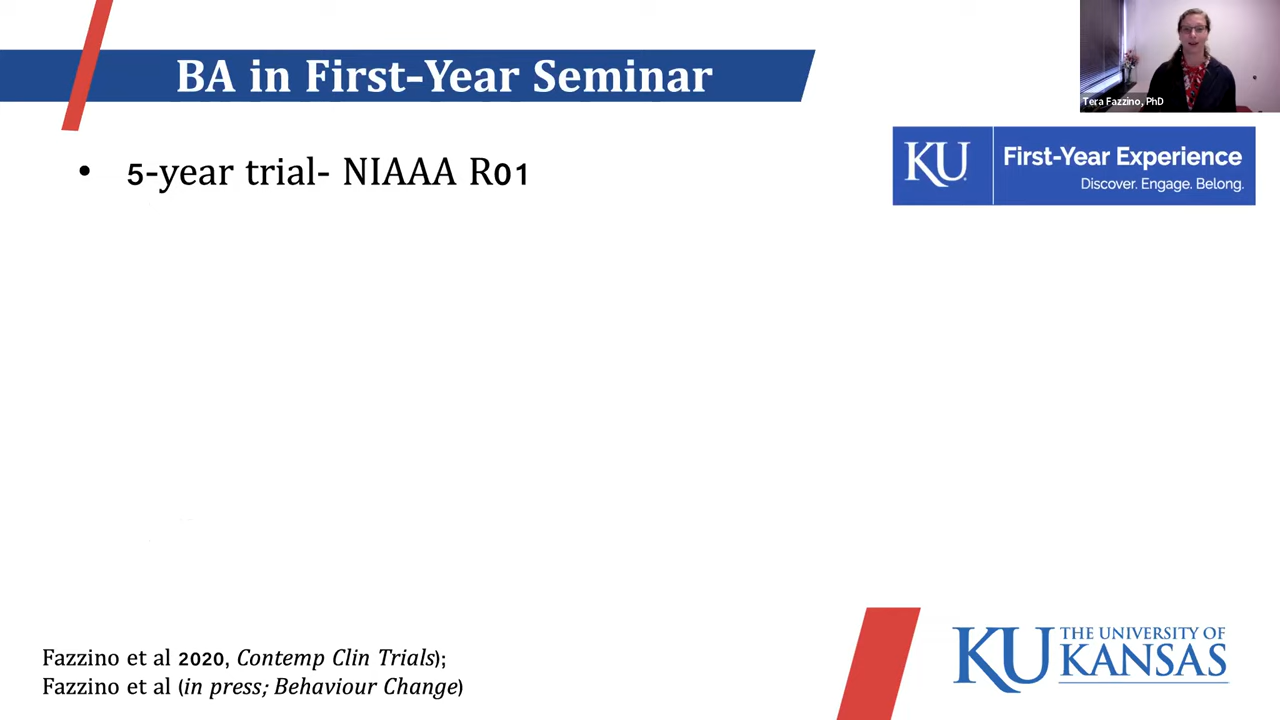 BA in First-Year Seminar
Tera Fazzino, PhD
• 5-year trial- NIAAA R01
KU
First-Year Experience
Discover. Engage. Belong.
Fazzino et al 2020, Contemp Clin Trials);
Fazzino et al (in press; Behaviour Change)
KU
THE UNIVERSITY OF
KANSAS